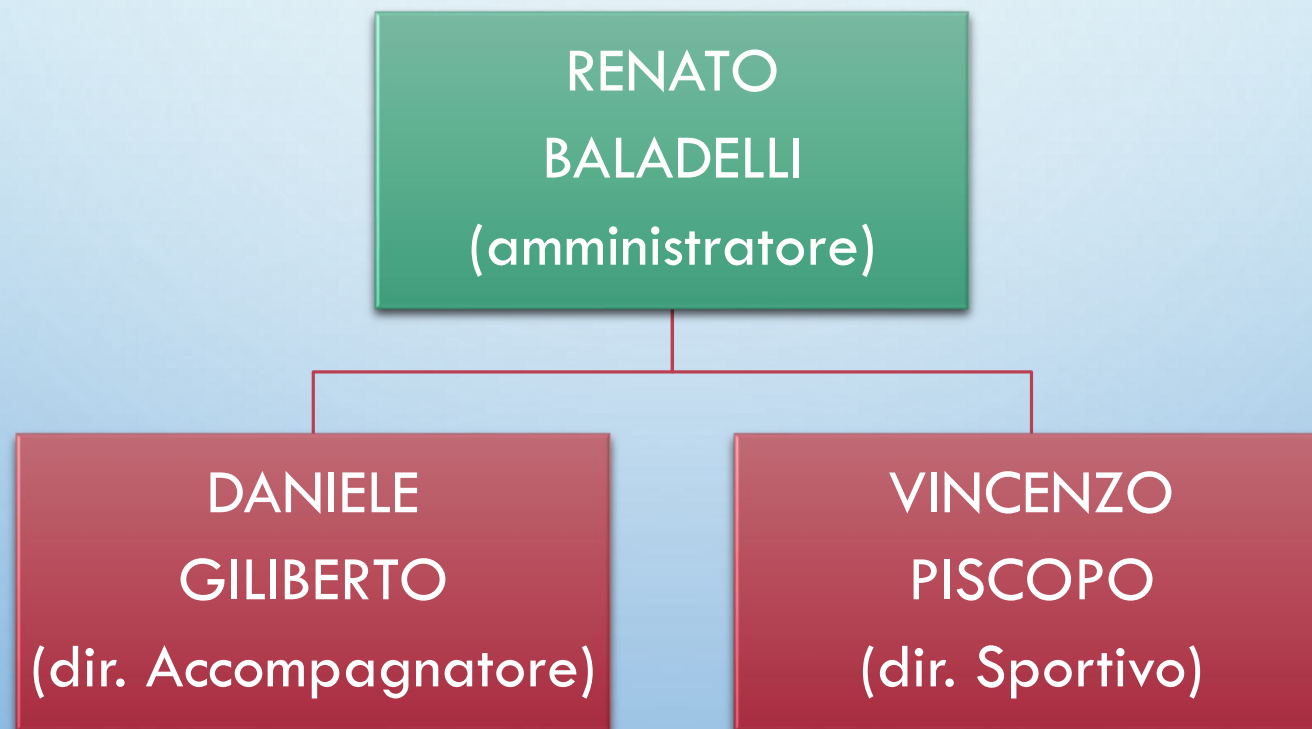 RENATO
BALADELLI
(amministratore)
DANIELE
GILIBERTO
(dir. Accompagnatore)
VINCENZO
PISCOPO
(dir. Sportivo)